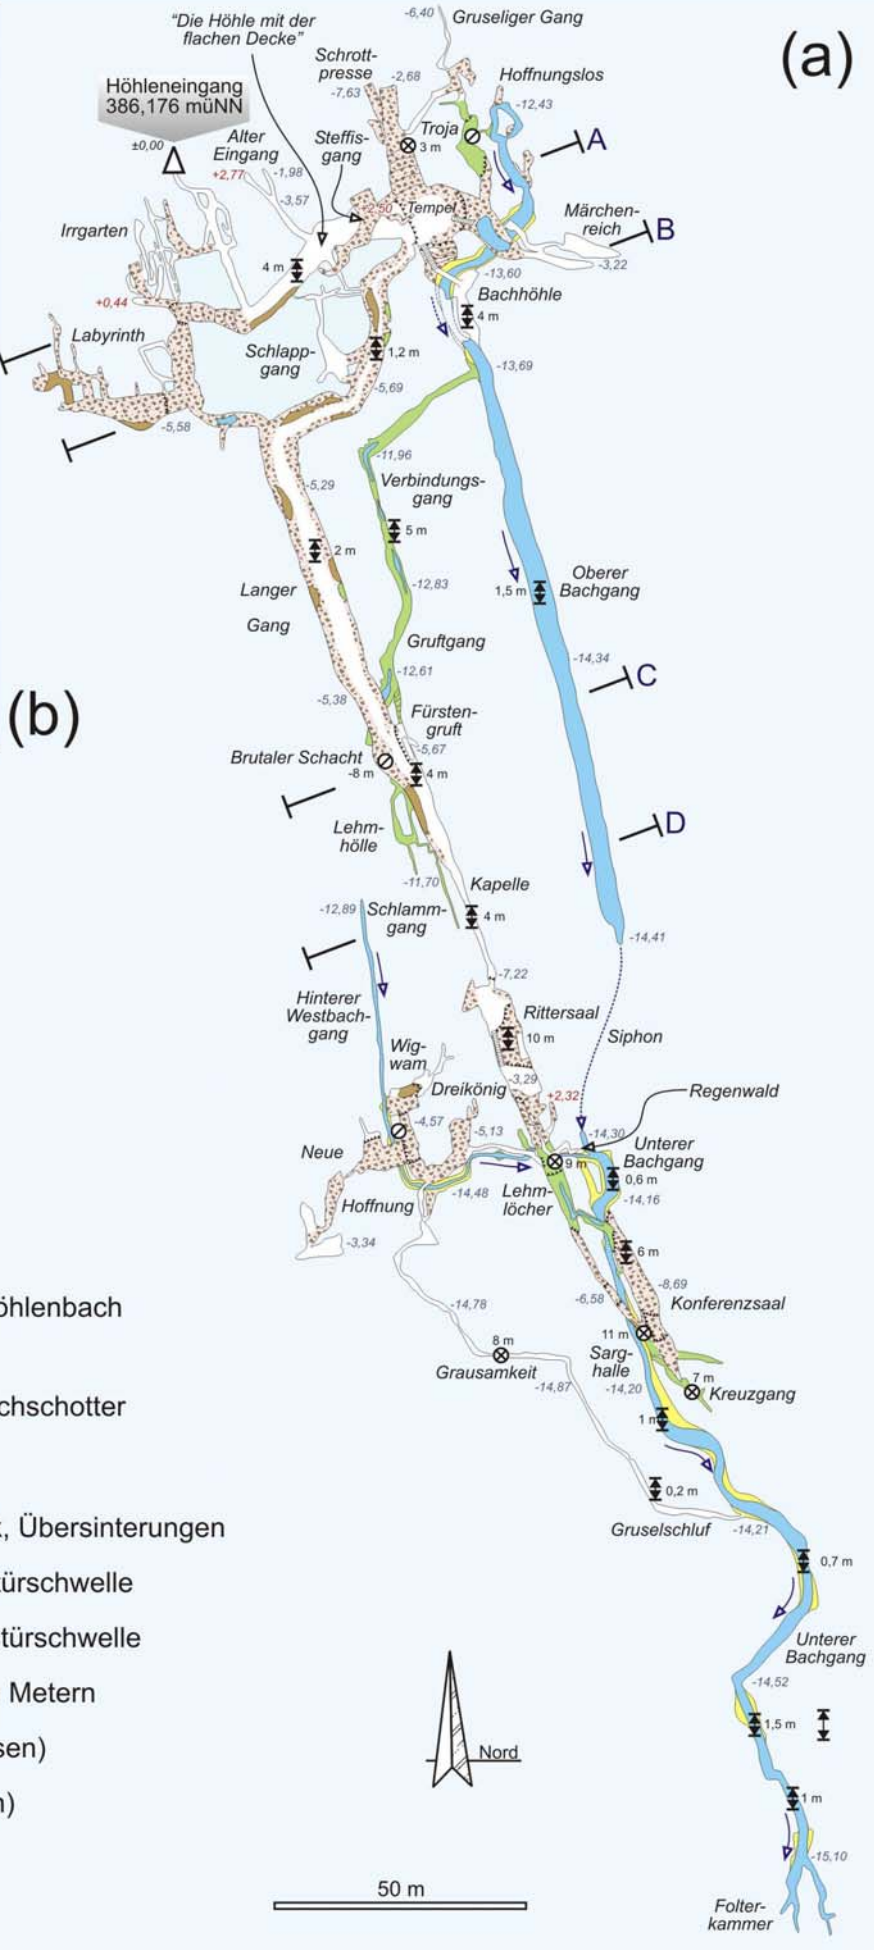 -6,40
Gruseliger Gang
"Die Höhle mit der
flachen Decke"
(a)
Schrott-
presse
-2,68
-7,63
Hoffnungslos
-12,43
Höhleneingang
386,176 müNN
±0,00
Alter
Eingang
+2,77
-1,98
-3,57
Steffis-
gang
Troja
3 m
A
+2,50
Tempel
Märchen-
reich
B
-3,22
Irrgarten
4 m
-13,60
Bachhöhle
4 m
+0,44
Labyrinth
Schlapp-
gang
1,2 m
-5,69
-13,69
-5,58
-11,96
Verbindungs-
gang
-5,29
5 m
2 m
-12,83
Langer
Gang
1,5 m
Oberer
Bachgang
Gruftgang
-14,34
-12,61
C
-5,38
(b)
Fürsten-
gruft
-5,67
Brutaler Schacht
-8 m
4 m
D
Lehm-
hölle
-11,70
Kapelle
4 m
-12,89
Schlamm-
gang
-14,41
-7,22
Hinterer
Westbach-
gang
Rittersaal
10 m
Siphon
Wig-
wam
-3,29
Dreikönig
+2,32
Regenwald
-4,57
-5,13
-14,30
Neue
Hoffnung
Unterer
Bachgang
9 m
0,6 m
-14,16
-14,48
Lehm-
löcher
-3,34
6 m
-8,69
öhlenbach
-14,78
-6,58
Konferenzsaal
11 m
8 m
Grausamkeit
Sarg-
halle
-14,87
-14,20
7 m
Kreuzgang
chschotter
1 m
0,2 m
Gruselschluf
-14,21
, Übersinterungen
0,7 m
türschwelle
türschwelle
Unterer
Bachgang
-14,52
Metern
1,5 m
Nord
sen)
1 m
n)
-15,10
50 m
Folter-
kammer